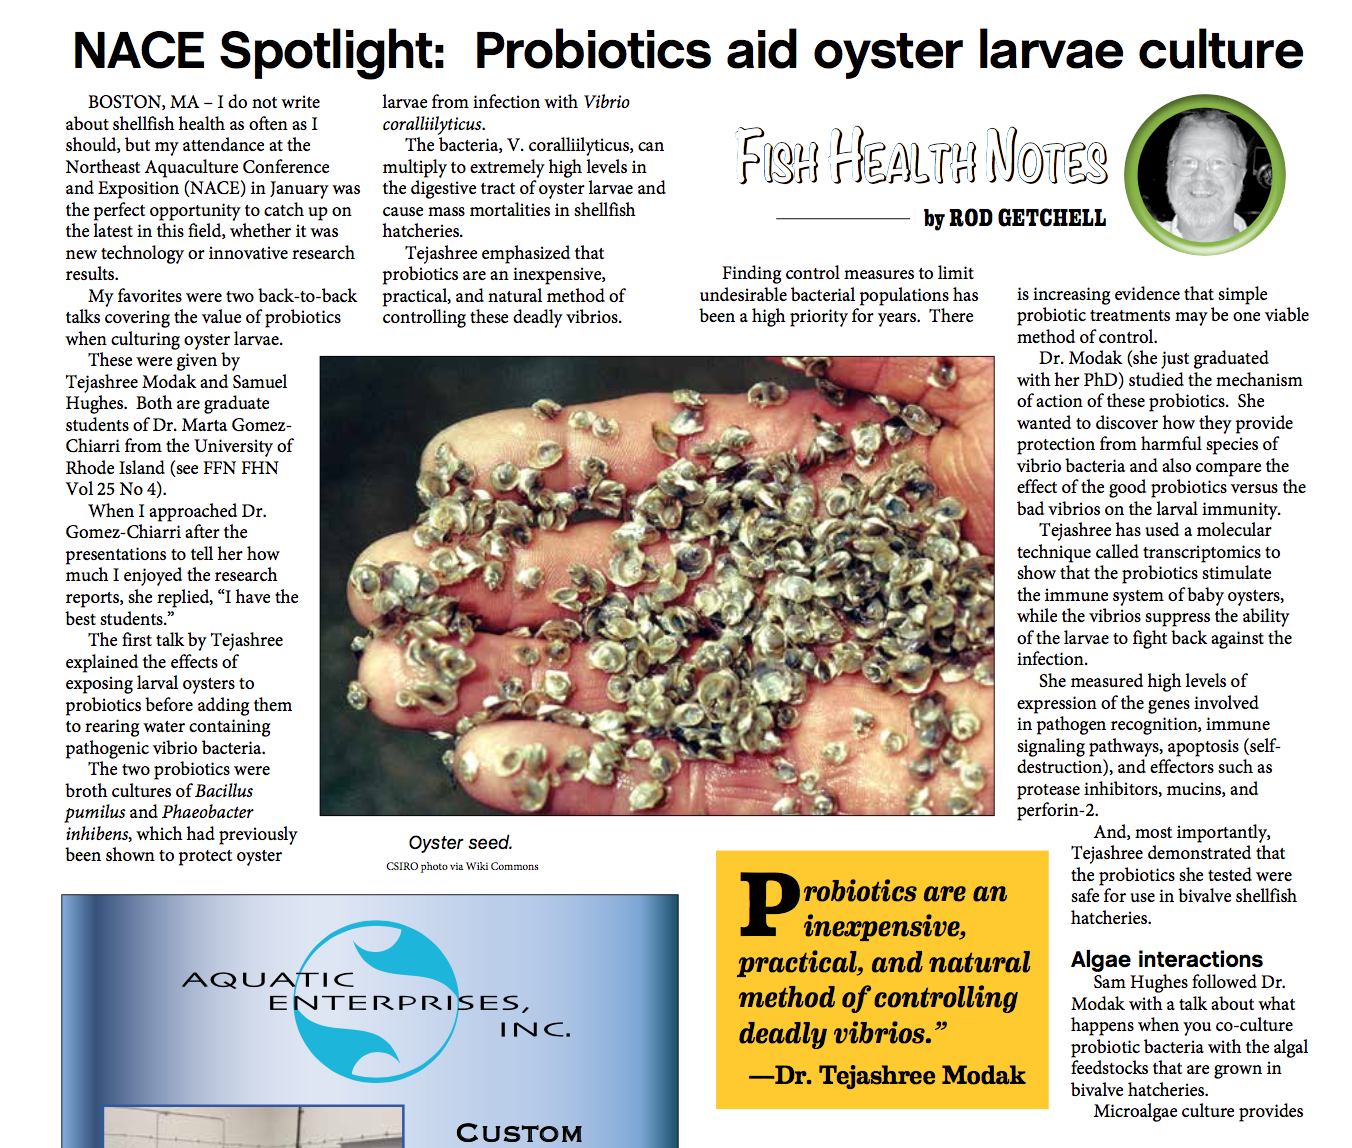 NACE Spotlight: Probiotics aid oyster larvae culture
BOSTON, MA – I do not write
about shellfish health as often as I
should, but my attendance at the
Northeast Aquaculture Conference
and Exposition (NACE) in January was
the perfect opportunity to catch up on
the latest in this field, whether it was
new technology or innovative research
results.
My favorites were two back-to-back
talks covering the value of probiotics
when culturing oyster larvae.
These were given by
Tejashree Modak and Samuel
Hughes. Both are graduate
students of Dr. Marta Gomez-
Chiarri from the University of
Rhode Island (see FFN FHN
Vol 25 No 4).
When I approached Dr.
Gomez-Chiarri after the
presentations to tell her how
much I enjoyed the research
reports, she replied, “I have the
best students.”
The first talk by Tejashree
explained the effects of
exposing larval oysters to
probiotics before adding them
to rearing water containing
pathogenic vibrio bacteria.
The two probiotics were
broth cultures of Bacillus
pumilus and Phaeobacter
inhibens, which had previously
been shown to protect oyster
larvae from infection with Vibrio
coralliilyticus.
The bacteria, V. coralliilyticus, can
multiply to extremely high levels in
the digestive tract of oyster larvae and
cause mass mortalities in shellfish
hatcheries.
Tejashree emphasized that
probiotics are an inexpensive,
practical, and natural method of
controlling these deadly vibrios.
FISH HEALTH NOTES
by ROD GETCHELL
Finding control measures to limit
undesirable bacterial populations has
been a high priority for years. There
is increasing evidence that simple
probiotic treatments may be one viable
method of control.
Dr. Modak (she just graduated
with her PhD) studied the mechanism
of action of these probiotics. She
wanted to discover how they provide
protection from harmful species of
vibrio bacteria and also compare the
effect of the good probiotics versus the
bad vibrios on the larval immunity.
Tejashree has used a molecular
technique called transcriptomics to
show that the probiotics stimulate
the immune system of baby oysters,
while the vibrios suppress the ability
of the larvae to fight back against the
infection.
She measured high levels of
expression of the genes involved
in pathogen recognition, immune
signaling pathways, apoptosis (self-
destruction), and effectors such as
protease inhibitors, mucins, and
perforin-2.
And, most importantly,
Tejashree demonstrated that
the probiotics she tested were
safe for use in bivalve shellfish
hatcheries.
Algae interactions
Sam Hughes followed Dr.
Modak with a talk about what
happens when you co-culture
probiotic bacteria with the algal
feedstocks that are grown in
bivalve hatcheries.
Microalgae culture provides
Oyster seed.
CSIRO photo via Wiki Commons
Probiotics are an
inexpensive,
practical, and natural
method of controlling
deadly vibrios.”
—Dr. Tejashree Modak
AQUATIC
ENTERPRISES,
INC.
CUSTOM